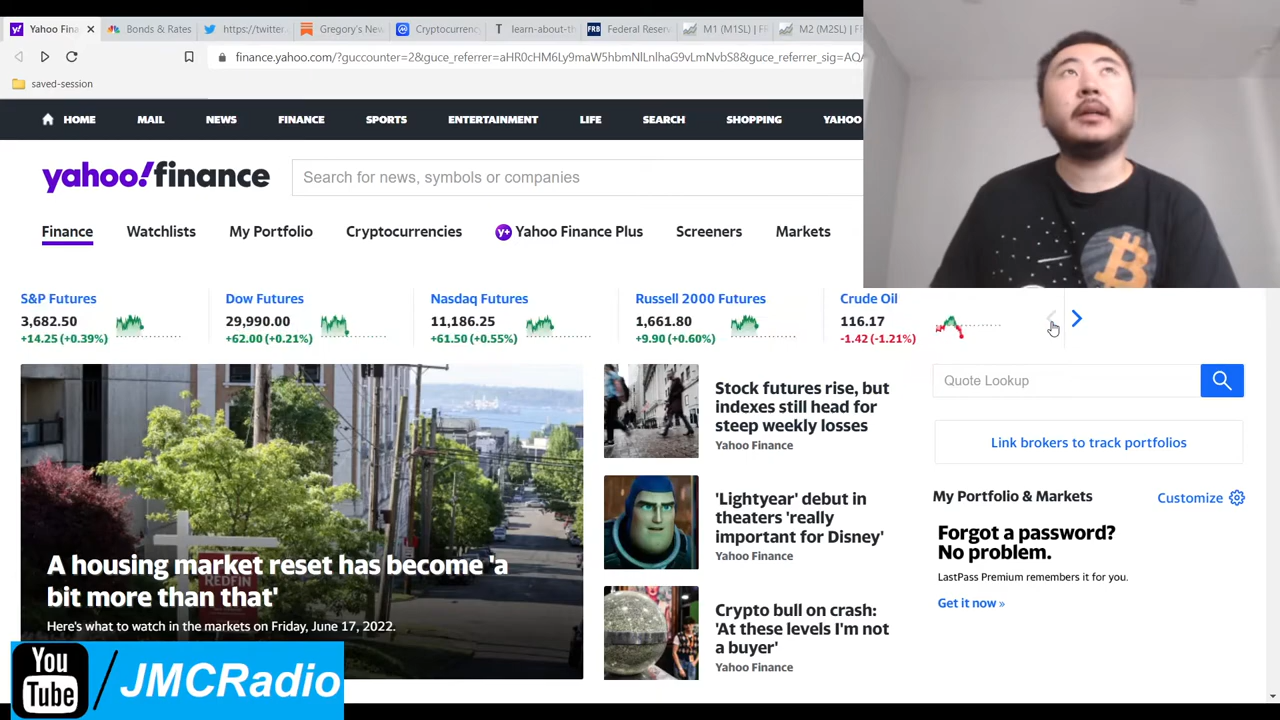 Yahoo Fina
Bonds & Rates
https://twitter
Gregory's New
Cryptocurrency
learn-about-th
FRB
Federal Reserv
M1 (M1SL) | F
M2 (M2SL) | FR
finance.yahoo.com/?guccounter=2&guce_referrer=aHR0cHM6Ly9maW5hbmNlLnlhaG9vLmNvbS8&guce_referrer_sig=AQA
saved-session
HOME
MAIL
NEWS
FINANCE
SPORTS
ENTERTAINMENT
LIFE
SEARCH
SHOPPING
YAHOO
yahoo!finance
Search for news, symbols or companies
Finance
Watchlists
My Portfolio
Cryptocurrencies
y+ Yahoo Finance Plus
Screeners
Markets
S&P Futures
3,682.50
+14.25 (+0.39%)
Dow Futures
29,990.00
+62.00 (+0.21%)
Nasdaq Futures
11,186.25
+61.50 (+0.55%)
Russell 2000 Futures
1,661.80
+9.90 (+0.60%)
Crude Oil
116.17
-1.42 (-1.21%)
REDFIN
A housing market reset has become 'a
bit more than that'
Here's what to watch in the markets on Friday, June 17, 2022.
Stock futures rise, but
indexes still head for
steep weekly losses
Yahoo Finance
'Lightyear' debut in
theaters 'really
important for Disney'
Yahoo Finance
Crypto bull on crash:
'At these levels I'm not
a buyer'
Yahoo Finance
Quote Lookup
Link brokers to track portfolios
My Portfolio & Markets
Customize
Forgot a password?
No problem.
LastPass Premium remembers it for you.
Get it now »
You
Tube
/JMCRadio